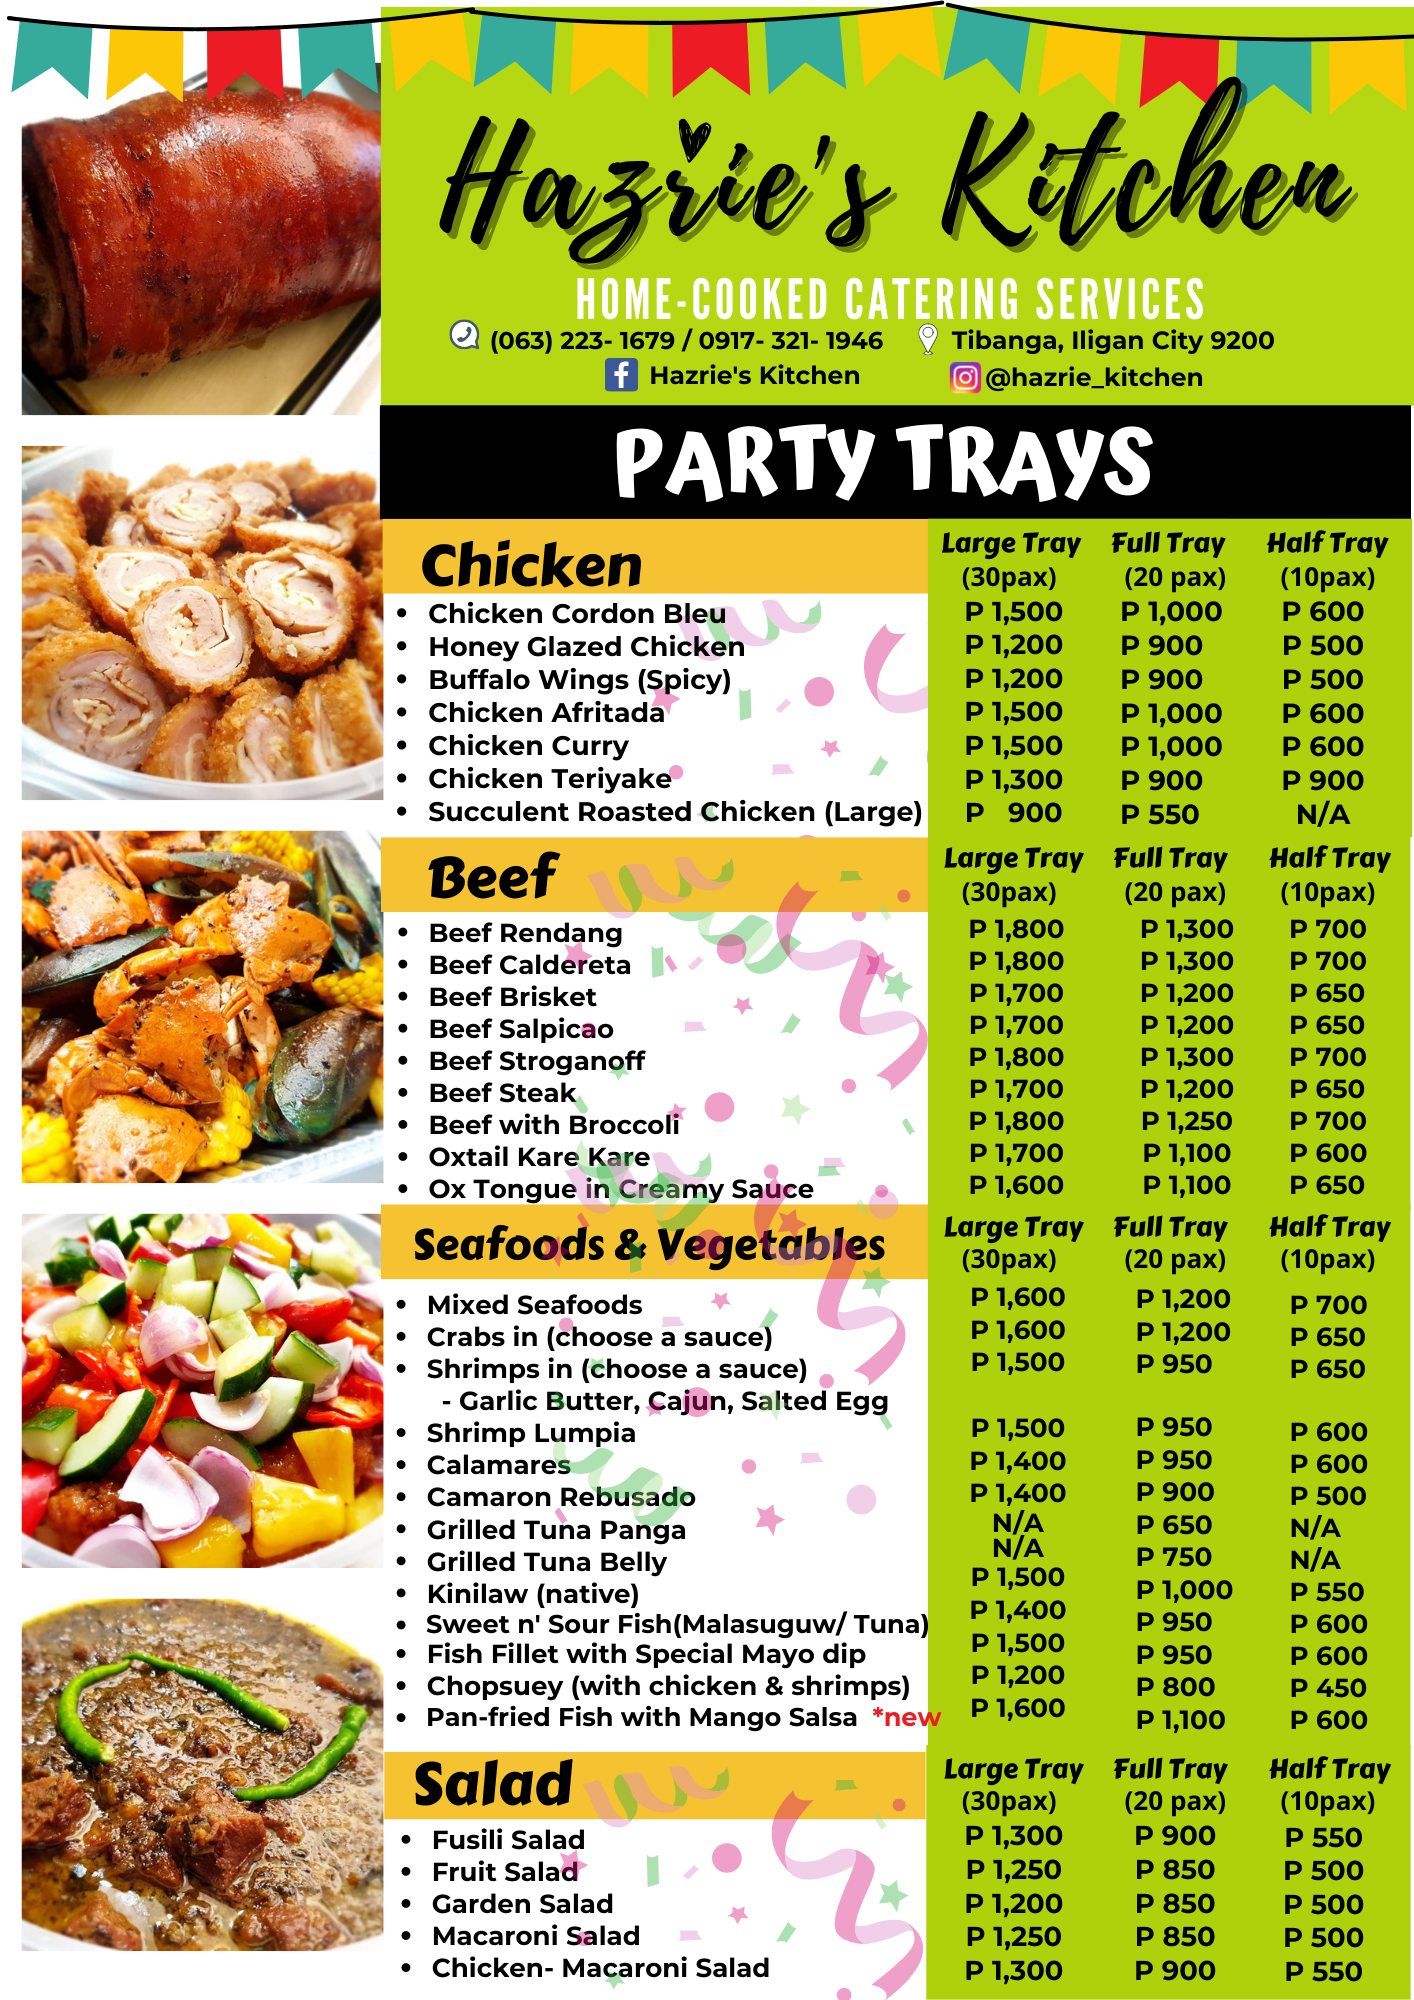 Hazrie's Kitchen
HOME-COOKED CATERING SERVICES
(063) 223- 1679 / 0917- 321- 1946 Tibanga, Iligan City 9200
Hazrie's Kitchen @hazrie_kitchen
PARTY TRAYS
Chicken Large Tray Full Tray Half Tray
(30pax) (20 pax) (10pax)
• Chicken Cordon Bleu P 1,500 P 1,000 P 600
• Honey Glazed Chicken P 1,200 P 900 P 500
• Buffalo Wings (Spicy) P 1,200 P 900 P 500
• Chicken Afritada P 1,500 P 1,000 P 600
• Chicken Curry P 1,500 P 1,000 P 600
• Chicken Teriyake P 1,300 P 900 P 900
• Succulent Roasted Chicken (Large) P 900 P 550 N/A
Beef Large Tray Full Tray Half Tray
(30pax) (20 pax) (10pax)
• Beef Rendang P 1,800 P 1,300 P 700
• Beef Caldereta P 1,800 P 1,300 P 700
• Beef Brisket P 1,700 P 1,200 P 650
• Beef Salpicao P 1,700 P 1,200 P 650
• Beef Stroganoff P 1,800 P 1,300 P 700
• Beef Steak P 1,700 P 1,200 P 650
• Beef with Broccoli P 1,800 P 1,250 P 700
• Oxtail Kare Kare P 1,700 P 1,100 P 600
• Ox Tongue in Creamy Sauce P 1,600 P 1,100 P 650
Seafoods & Vegetables Large Tray Full Tray Half Tray
(30pax) (20 pax) (10pax)
• Mixed Seafoods P 1,600 P 1,200 P 700
• Crabs in (choose a sauce) P 1,600 P 1,200 P 650
• Shrimps in (choose a sauce) P 1,500 P 950 P 650
- Garlic Butter, Cajun, Salted Egg
• Shrimp Lumpia P 1,500 P 950 P 600
• Calamares P 1,400 P 950 P 600
• Camaron Rebusado P 1,400 P 900 P 500
• Grilled Tuna Panga N/A P 650 N/A
• Grilled Tuna Belly N/A P 750 N/A
• Kinilaw (native) P 1,500 P 1,000 P 550
• Sweet n' Sour Fish(Malasuguw/ Tuna) P 1,400 P 950 P 600
• Fish Fillet with Special Mayo dip P 1,500 P 950 P 600
• Chopsuey (with chicken & shrimps) P 1,200 P 800 P 450
• Pan-fried Fish with Mango Salsa *new P 1,600 P 1,100 P 600
Salad Large Tray Full Tray Half Tray
(30pax) (20 pax) (10pax)
• Fusili Salad P 1,300 P 900 P 550
• Fruit Salad P 1,250 P 850 P 500
• Garden Salad P 1,200 P 850 P 500
• Macaroni Salad P 1,250 P 850 P 500
• Chicken- Macaroni Salad P 1,300 P 900 P 550